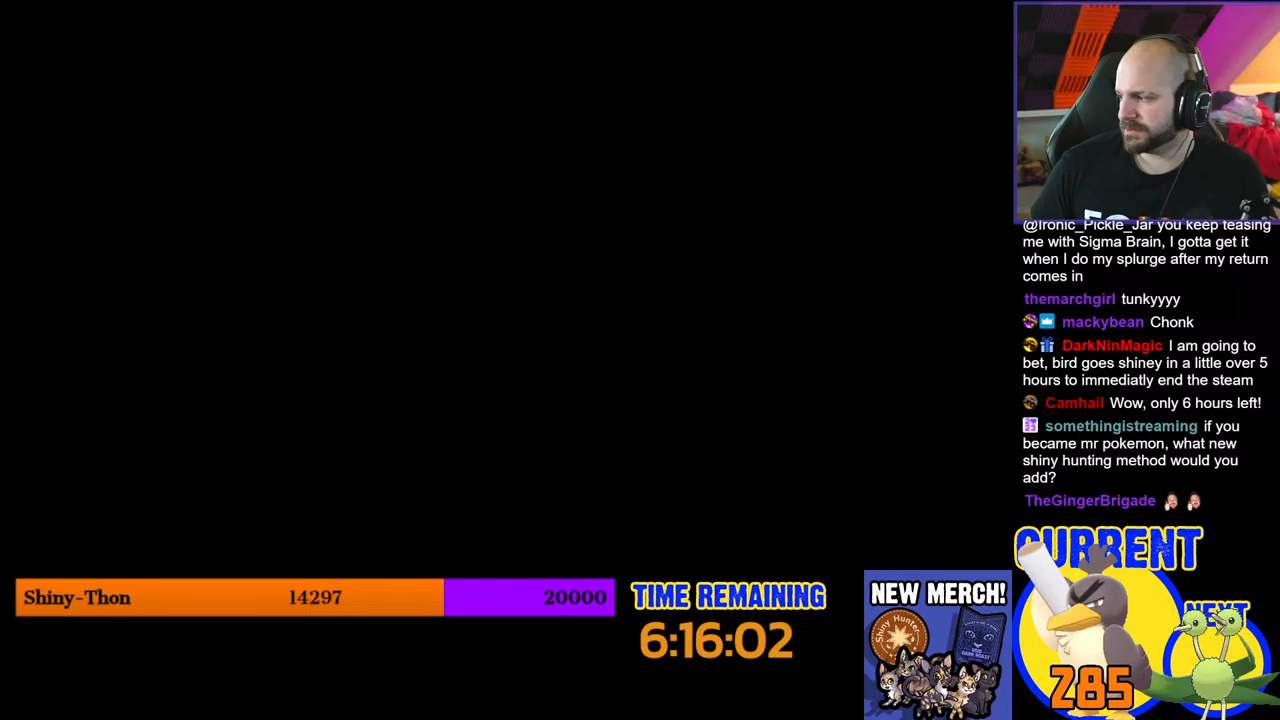 @Ironic_Pickle_Jar you keep teasing
me with Sigma Brain, I gotta get it
when I do my splurge after my return
comes in
themarchgirl tunkyyyy
mackybean Chonk
DarkNinMagic I am going to
bet, bird goes shiney in a little over 5
hours to immediatly end the steam
Camhail Wow, only 6 hours left!
somethingistreaming if you
became mr pokemon, what new
shiny hunting method would you
add?
TheGingerBrigade
CURRENT
Shiny-Thon 14297 20000
TIME REMAINING
6:16:02
NEW MERCH!
Shiny Hunter
DARK ROAST
NEXT
285